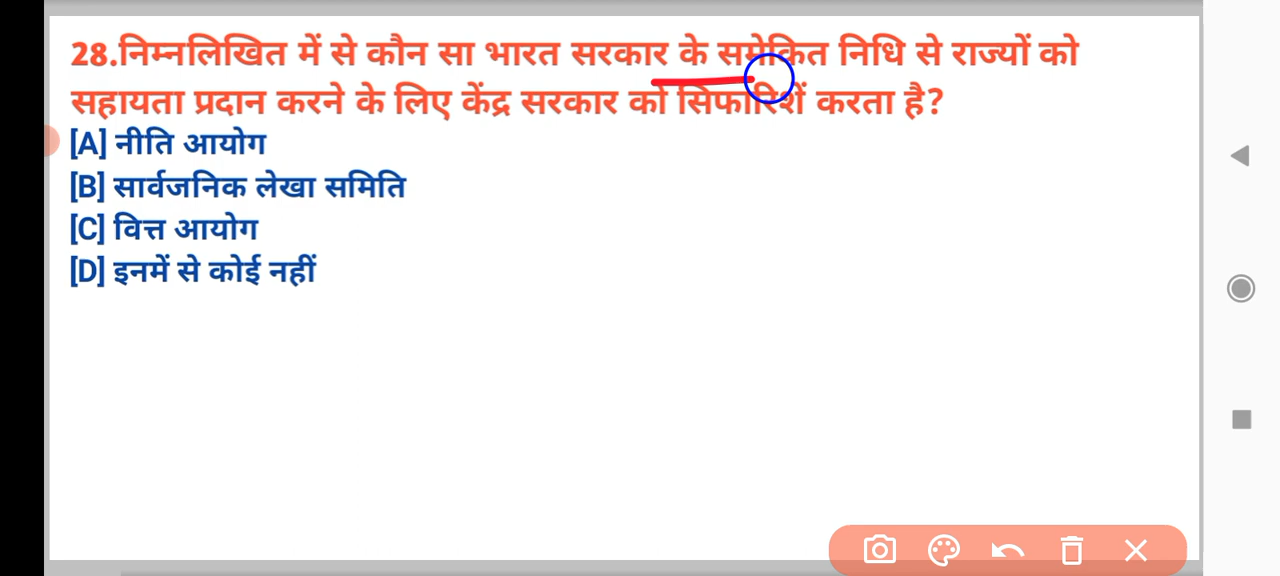 28.निम्नलिखित में से कौन सा भारत सरकार के समेकित निधि से राज्यों को
सहायता प्रदान करने के लिए केंद्र सरकार को सिफारिशें करता है?
[A] नीति आयोग
[B] सार्वजनिक लेखा समिति
[C] वित्त आयोग
[D] इनमें से कोई नहीं